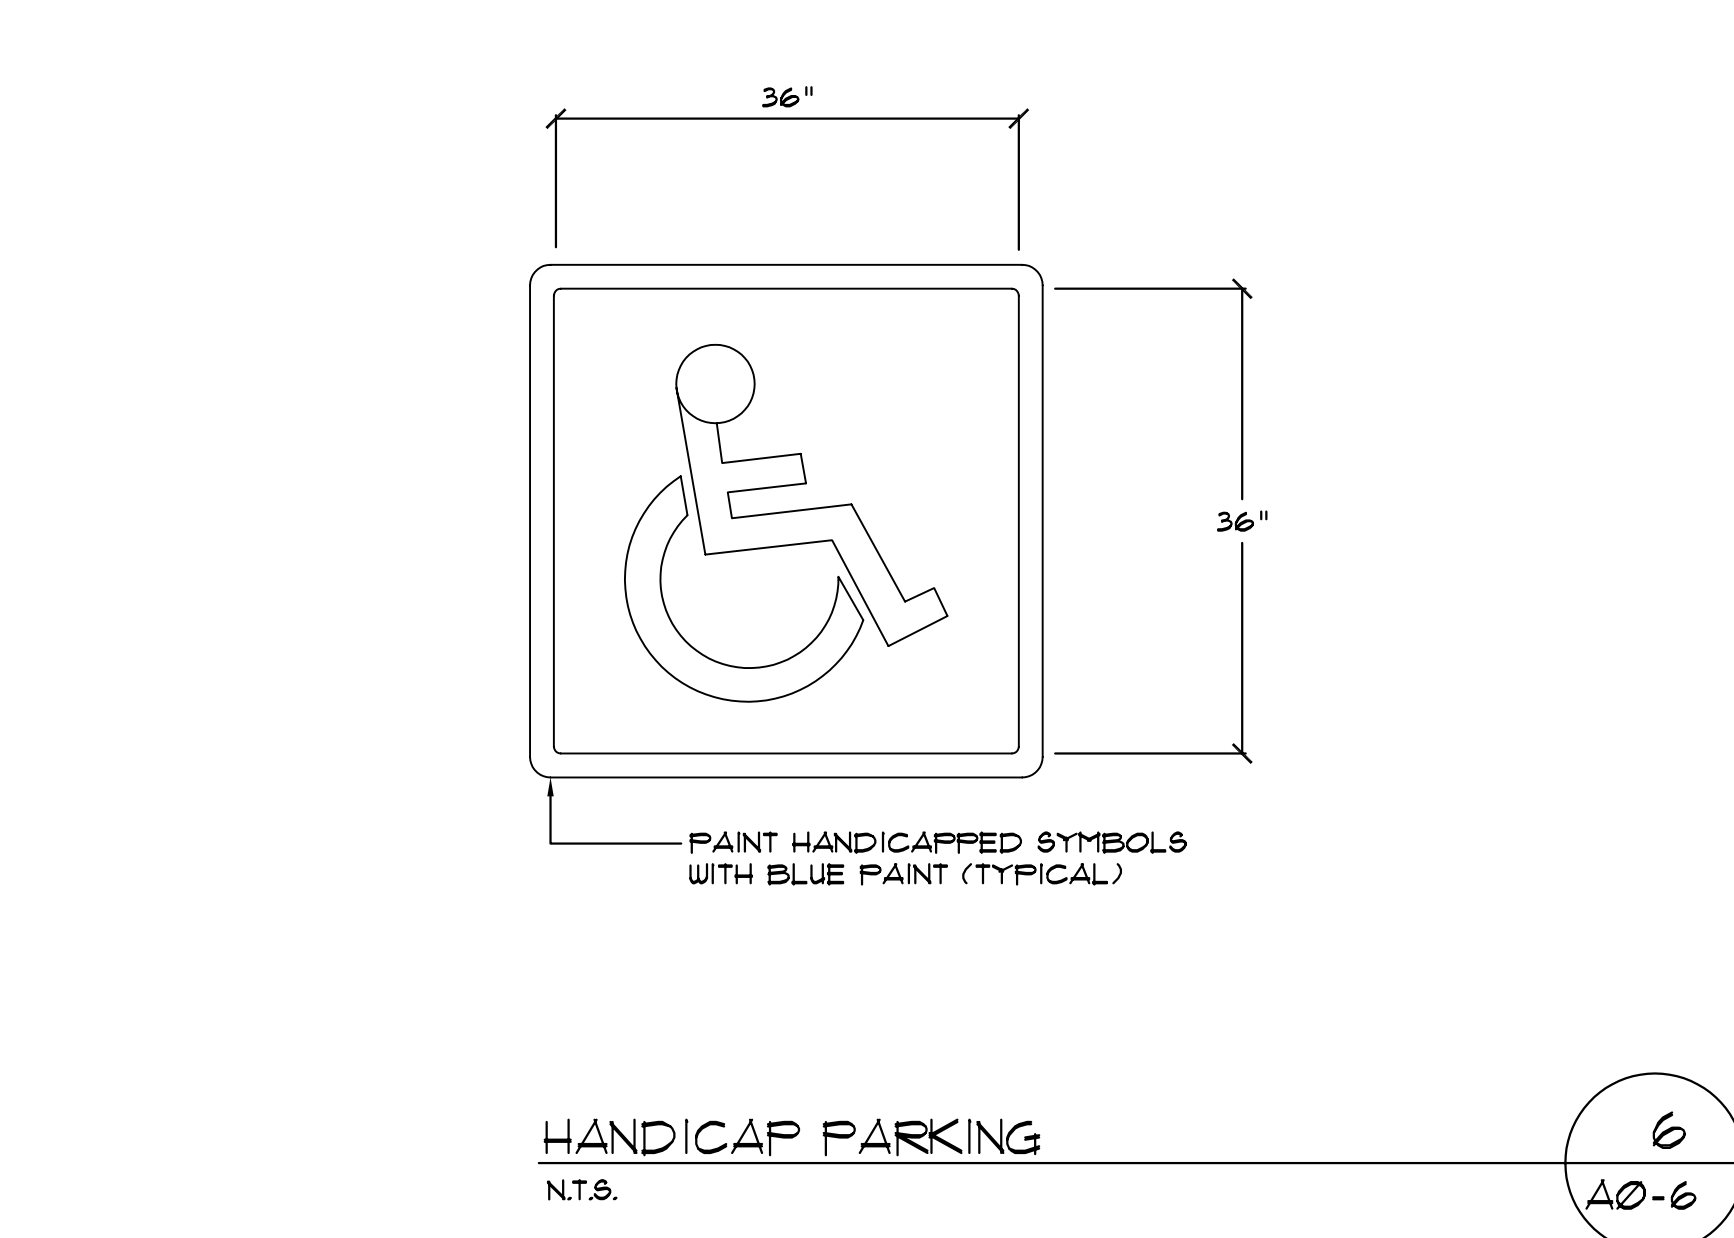 36"
36"
PAINT HANDICAPPED SYMBOLS
WITH BLUE PAINT (TYPICAL)
HANDICAP PARKING
N.T.S.
6
AØ-6